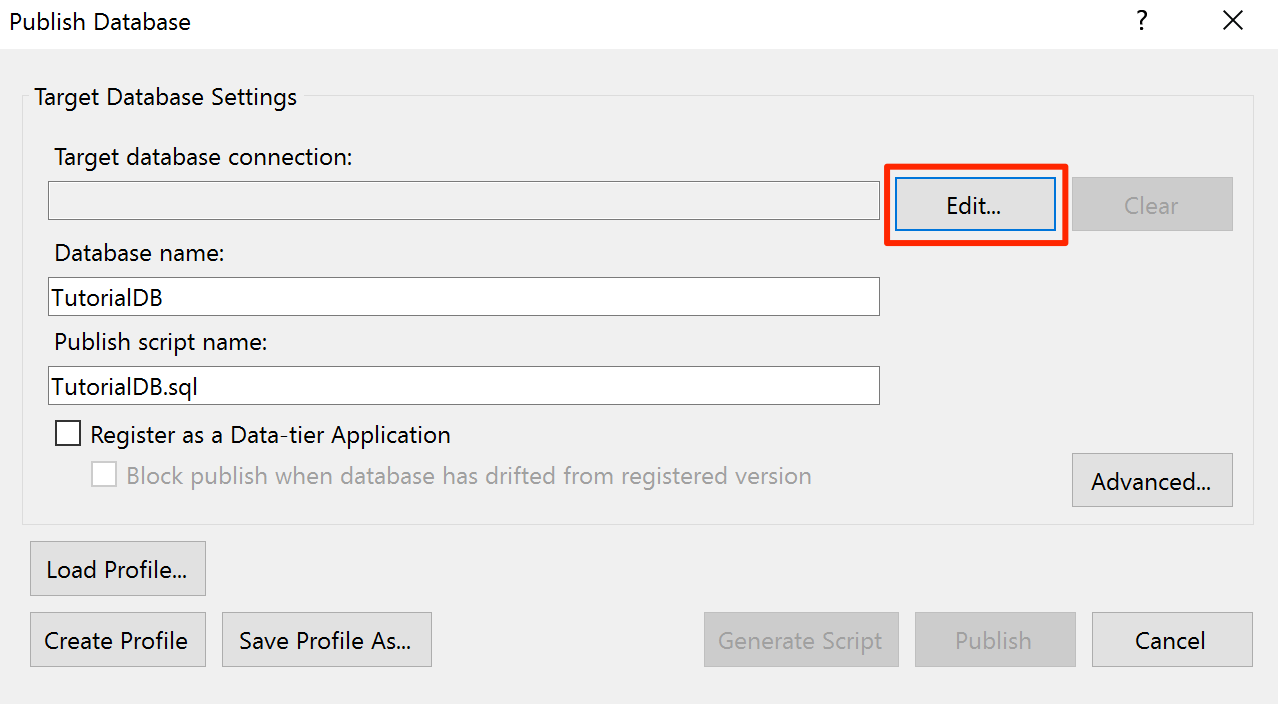 Publish Database
?
Target Database Settings
Target database connection:
Edit...
Clear
Database name:
TutorialDB
Publish script name:
TutorialDB.sql
Register as a Data-tier Application
Block publish when database has drifted from registered version
Advanced...
Load Profile...
Create Profile
Save Profile As...
Generate Script
Publish
Cancel